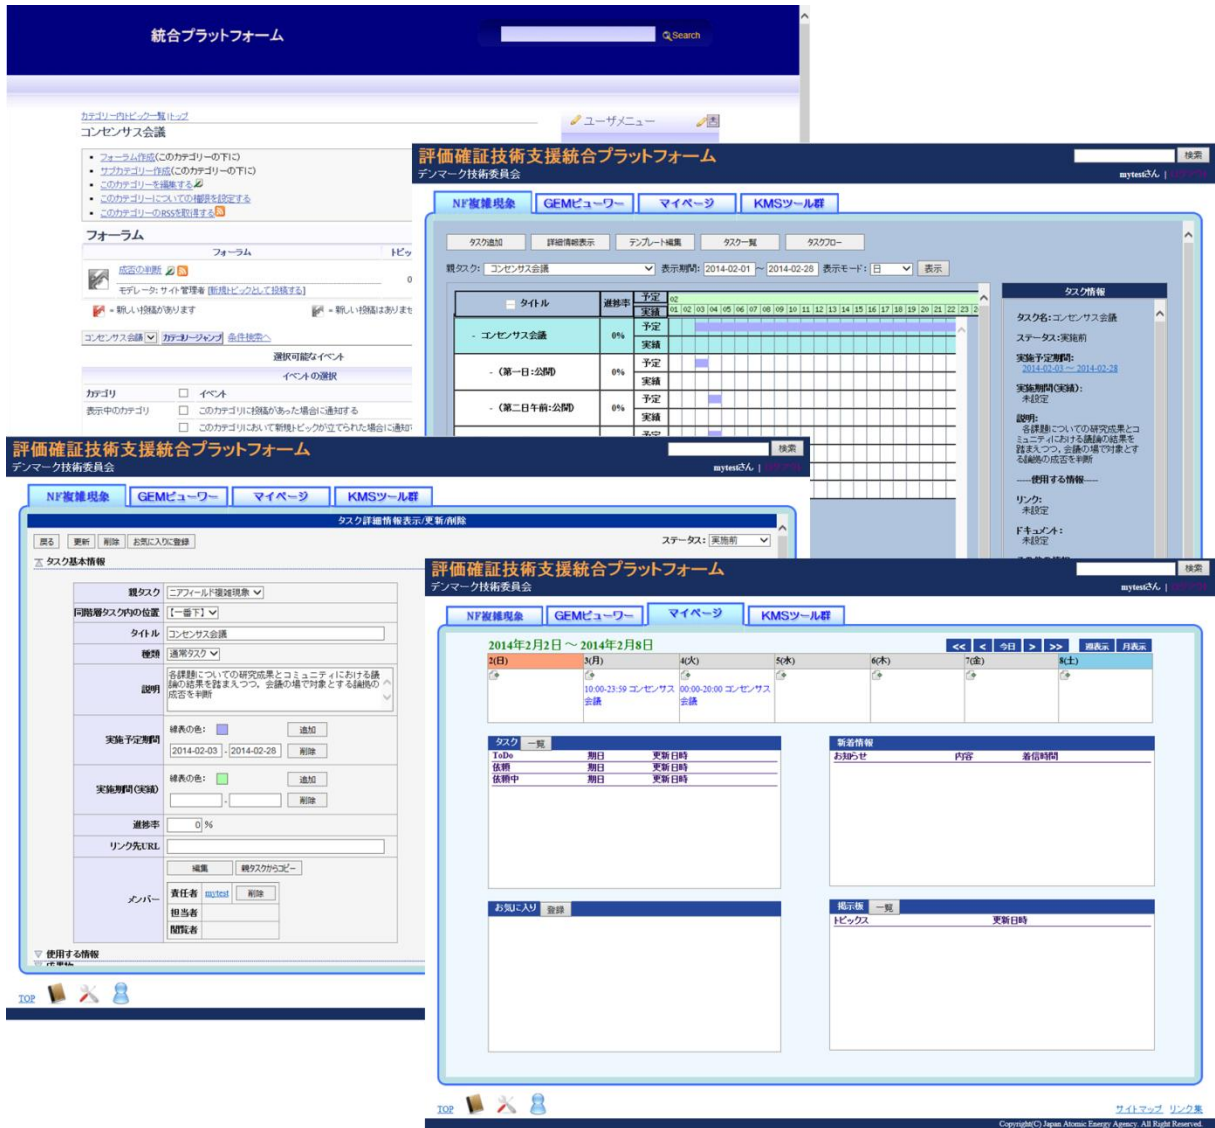 統合プラットフォーム
Search
カテゴリー内トピック一覧 トップ
コンセンサス会議
ユーザメニュー
フォーラム作成(このカテゴリーの下に)
サブカテゴリー作成(このカテゴリーの下に)
このカテゴリーを編集する
このカテゴリーについての権限を設定する
このカテゴリーのRSSを取得する
フォーラム
フォーラム トピッ
成否の判断
モデレータ: サイト管理者 [新規トピックとして投稿する]
= 新しい投稿があります = 新しい投稿はありませ
コンセンサス会議 カテゴリージャンプ 条件検索へ
選択可能なイベント
イベントの選択
カテゴリ イベント
表示中のカテゴリ このカテゴリに投稿があった場合に通知する
このカテゴリにおいて新規トピックが立てられた場合に通知
評価確証技術支援統合プラットフォーム
検索
デンマーク技術委員会
mytestさん |
NF複雑現象 GEMビューワー マイページ KMSツール群
タスク追加 詳細情報表示 テンプレート編集 タスク一覧 タスクフロー
親タスク: コンセンサス会議 表示期間: 2014-02-01 ～ 2014-02-28 表示モード: 日 表示
タイトル 進捗率 予定 02
実績 01 02 03 04 05 06 07 08 09 10 11 12 13 14 15 16 17 18 19 20 21 22 23 2
- コンセンサス会議 0% 予定
実績
- (第一日:公開) 0% 予定
実績
- (第二日午前:公開) 0% 予定
実績
予定
タスク情報
タスク名:コンセンサス会議
ステータス:実施前
実施予定期間:
2014-02-03 ～ 2014-02-28
実施期間(実績):
未設定
説明:
各課題についての研究成果とコ
ミュニティにおける議論の結果を
踏まえつつ、会議の場で対象とす
る論拠の成否を判断
-----使用する情報-----
リンク:
未設定
ドキュメント:
未設定
評価確証技術支援統合プラットフォーム
検索
デンマーク技術委員会
mytestさん |
NF複雑現象 GEMビューワー マイページ KMSツール群
タスク詳細情報表示/更新/削除
戻る 更新 削除 お気に入りに登録 ステータス: 実施前
タスク基本情報
親タスク ニアフィールド複雑現象
同階層タスク内の位置 【一番下】
タイトル コンセンサス会議
種類 通常タスク
説明 各課題についての研究成果とコミュニティにおける議
論の結果を踏まえつつ、会議の場で対象とする論拠の
成否を判断
実施予定期間 線表の色: 追加
2014-02-03 - 2014-02-28 削除
実施期間(実績) 線表の色: 追加
- 削除
進捗率 0 %
リンク先URL
メンバー 編集 親タスクからコピー
責任者 mytest 削除
担当者
閲覧者
使用する情報
TOP
評価確証技術支援統合プラットフォーム
検索
デンマーク技術委員会
mytestさん |
NF複雑現象 GEMビューワー マイページ KMSツール群
2014年2月2日 ～ 2014年2月8日
<< < 今日 > >> 週表示 月表示
2(日) 3(月) 4(火) 5(水) 6(木) 7(金) 8(土)
10:00-23:59 コンセンサス 00:00-20:00 コンセンサス
会議 会議
タスク 一覧
ToDo 期日 更新日時
依頼 期日 更新日時
依頼中 期日 更新日時
新着情報
お知らせ 内容 着信時間
お気に入り 登録
掲示板 一覧
トピックス 更新日時
TOP
サイトマップ リンク集
Copyright(C) Japan Atomic Energy Agency. All Right Reserved.